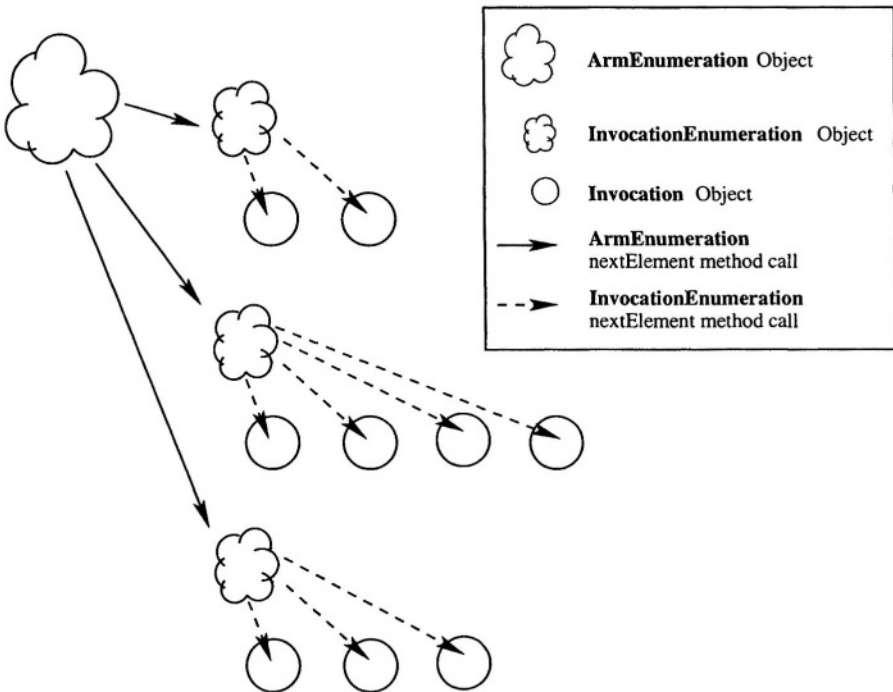 ArmEnumeration Object
InvocationEnumeration Object
Invocation Object
ArmEnumeration
nextElement method call
InvocationEnumeration
nextElement method call